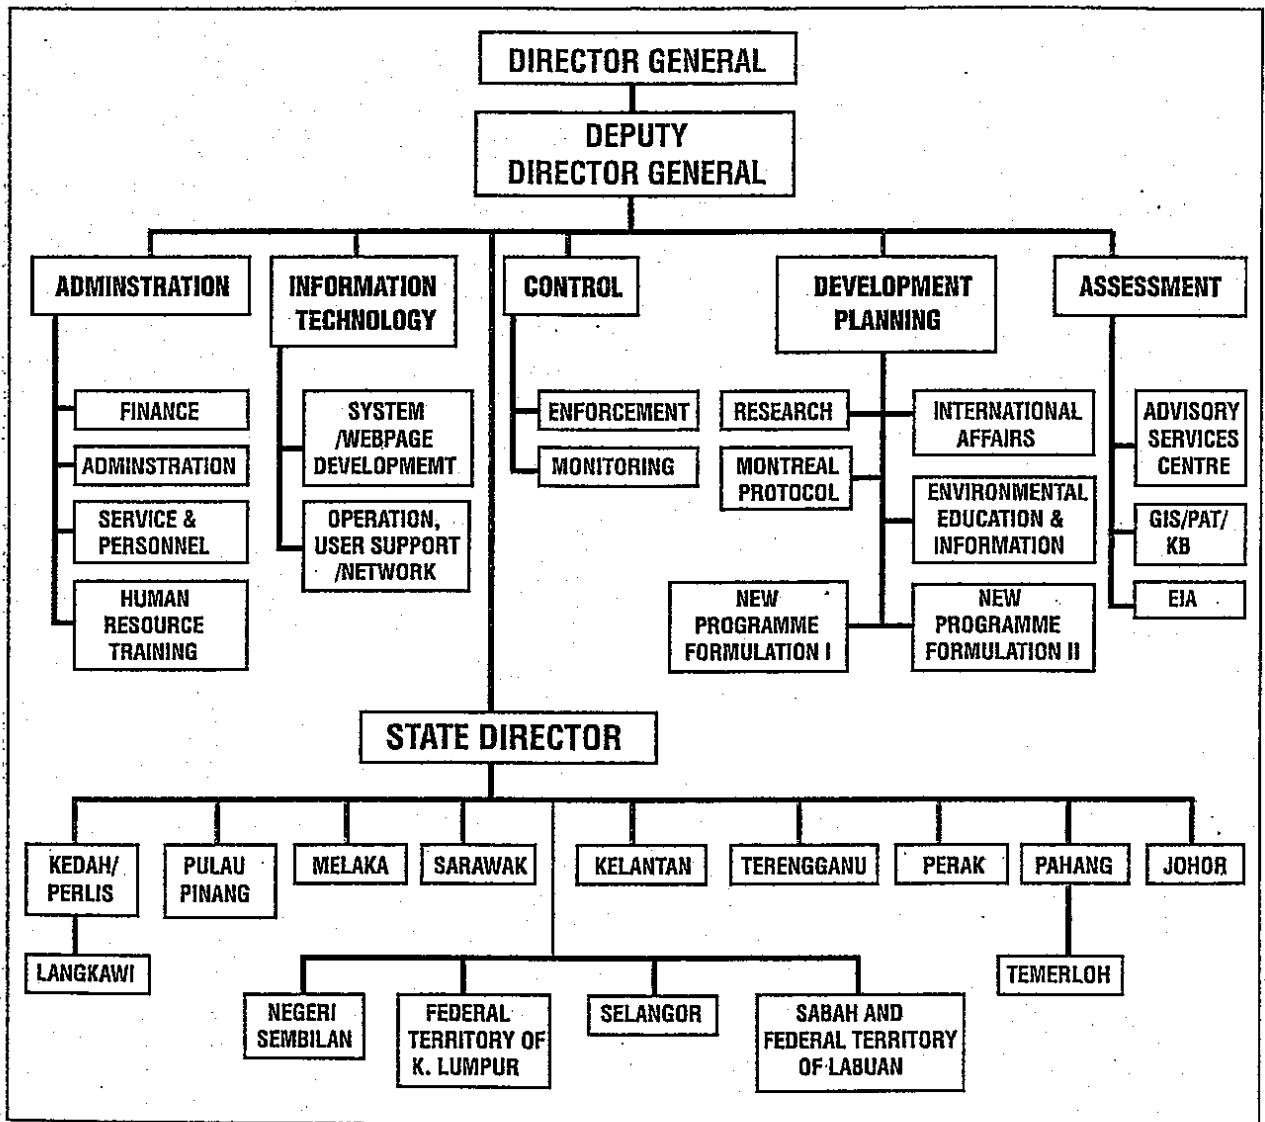 DIRECTOR GENERAL
DEPUTY
DIRECTOR GENERAL
ADMINSTRATION
INFORMATION
TECHNOLOGY
CONTROL
DEVELOPMENT
PLANNING
ASSESSMENT
FINANCE
ADMINSTRATION
SERVICE &
PERSONNEL
HUMAN
RESOURCE
TRAINING
SYSTEM
/WEBPAGE
DEVELOPMEMT
OPERATION,
USER SUPPORT
/NETWORK
ENFORCEMENT
MONITORING
RESEARCH
MONTREAL
PROTOCOL
NEW
PROGRAMME
FORMULATION I
INTERNATIONAL
AFFAIRS
ENVIRONMENTAL
EDUCATION &
INFORMATION
NEW
PROGRAMME
FORMULATION II
ADVISORY
SERVICES
CENTRE
GIS/PAT/
KB
EIA
STATE DIRECTOR
KEDAH/
PERLIS
PULAU
PINANG
MELAKA
SARAWAK
KELANTAN
TERENGGANU
PERAK
PAHANG
JOHOR
LANGKAWI
TEMERLOH
NEGERI
SEMBILAN
FEDERAL
TERRITORY OF
K. LUMPUR
SELANGOR
SABAH AND
FEDERAL TERRITORY
OF LABUAN